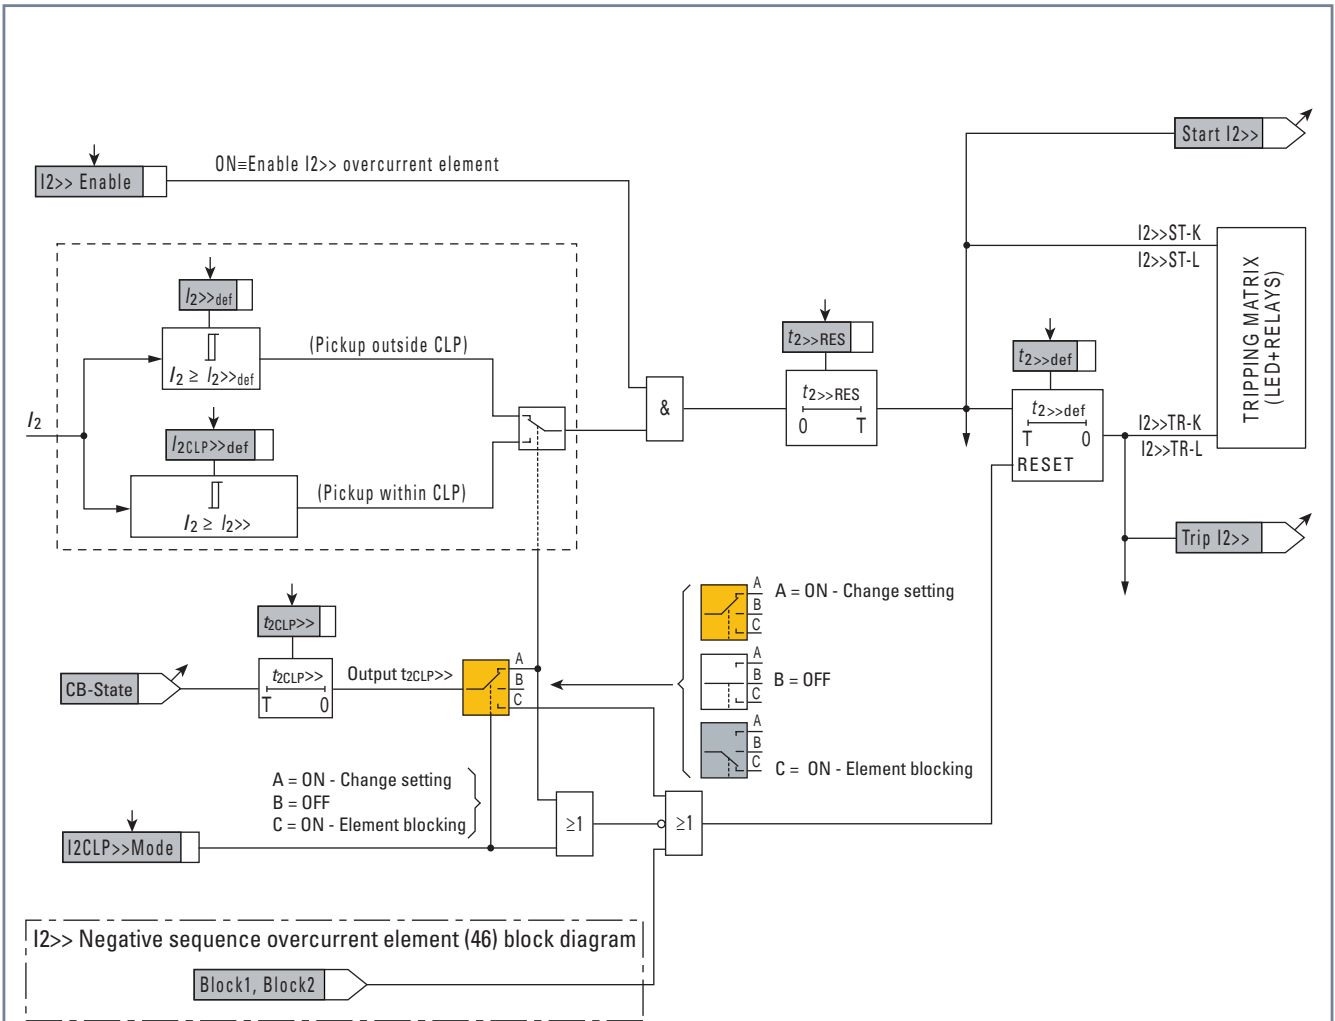 Start I2>>
ON≡Enable I2>> overcurrent element
I2>> Enable
I2>>ST-K
I2>>ST-L
TRIPPING MATRIX
(LED+RELAYS)
I2>>def
(Pickup outside CLP)
I2 ≥ I2>>def
t2>>RES
t2>>def
t2>>RES
0 T
t2>>def
T 0
RESET
&
I2
I2CLP>>def
(Pickup within CLP)
I2 ≥ I2>>
I2>>TR-K
I2>>TR-L
Trip I2>>
t2CLP>>
CB-State
t2CLP>>
T 0
Output t2CLP>>
A
B
C
A
B
C
A = ON - Change setting
A
B
C
B = OFF
A
B
C
C = ON - Element blocking
A = ON - Change setting
B = OFF
C = ON - Element blocking
I2CLP>>Mode
≥1
≥1
I2>> Negative sequence overcurrent element (46) block diagram
Block1, Block2